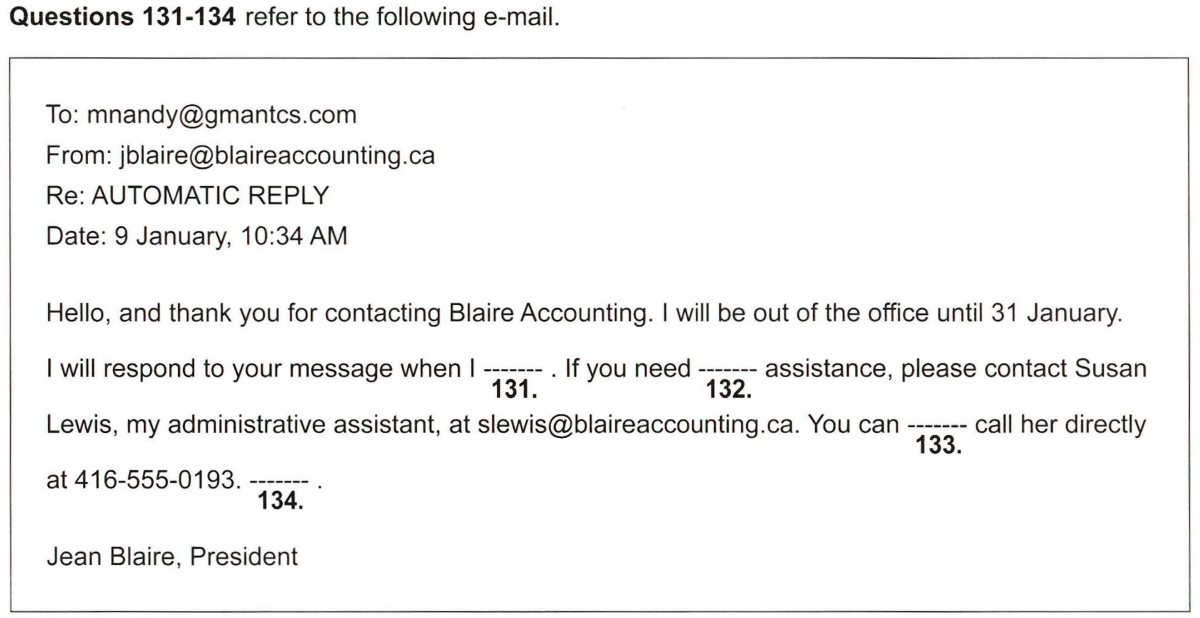 Questions 131-134 refer to the following e-mail.
To: mnandy@gmantcs.com
From: jblaire@blaireaccounting.ca
Re: AUTOMATIC REPLY
Date: 9 January, 10:34 AM
Hello, and thank you for contacting Blaire Accounting. I will be out of the office until 31 January.
I will respond to your message when I ------- . If you need ------- assistance, please contact Susan
131. 132.
Lewis, my administrative assistant, at slewis@blaireaccounting.ca. You can ------- call her directly
133.
at 416-555-0193. ------- .
134.
Jean Blaire, President